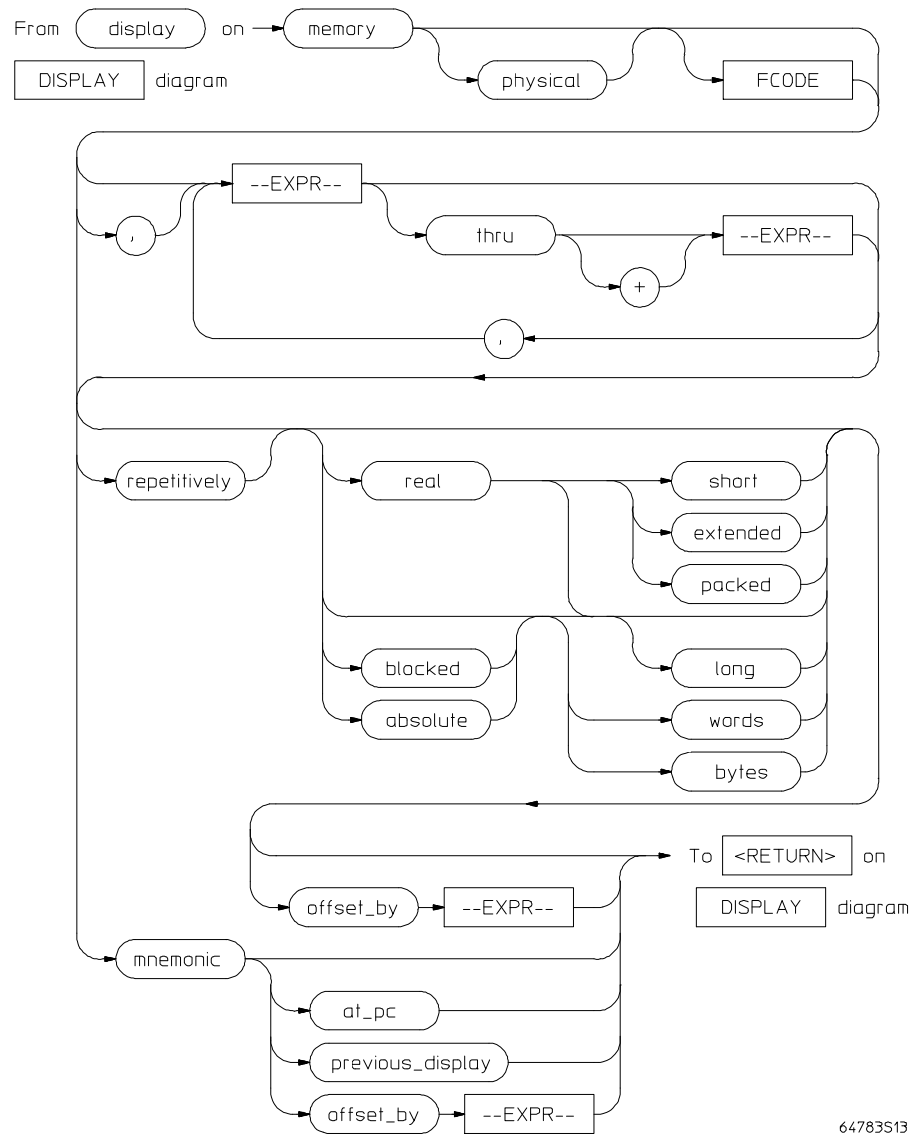 From display on memory
physical FCODE
DISPLAY diagram
--EXPR--
, thru --EXPR--
+
,
repetitively real short
extended
packed
blocked long
absolute words
bytes
To <RETURN> on
offset_by --EXPR-- DISPLAY diagram
mnemonic
at_pc
previous_display
offset_by --EXPR--
64783S13